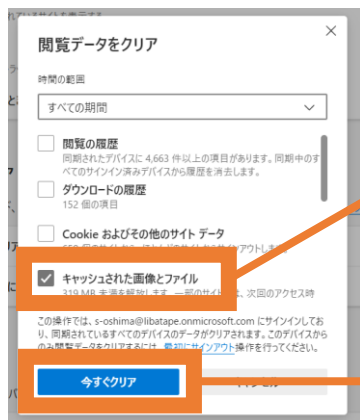 閲覧データをクリア
時間の範囲
すべての期間
閲覧の履歴
同期されたデバイスに 4,663 件以上の項目があります。同期中のす
べてのサインイン済みデバイスから履歴を消去します。
ダウンロードの履歴
152 個の項目
Cookie およびその他のサイト データ
キャッシュされた画像とファイル
319 MB 未満を解放します。一部のサイト 、次回のアクセス時
この操作では、s-oshima@libatape.onmicrosoft.com にサインインしてお
り、同期されているすべてのデバイスのデータがクリアされます。このデバイスから
のみ閲覧データをクリアするには、最初にサインアウト操作を行ってください。
今すぐクリア